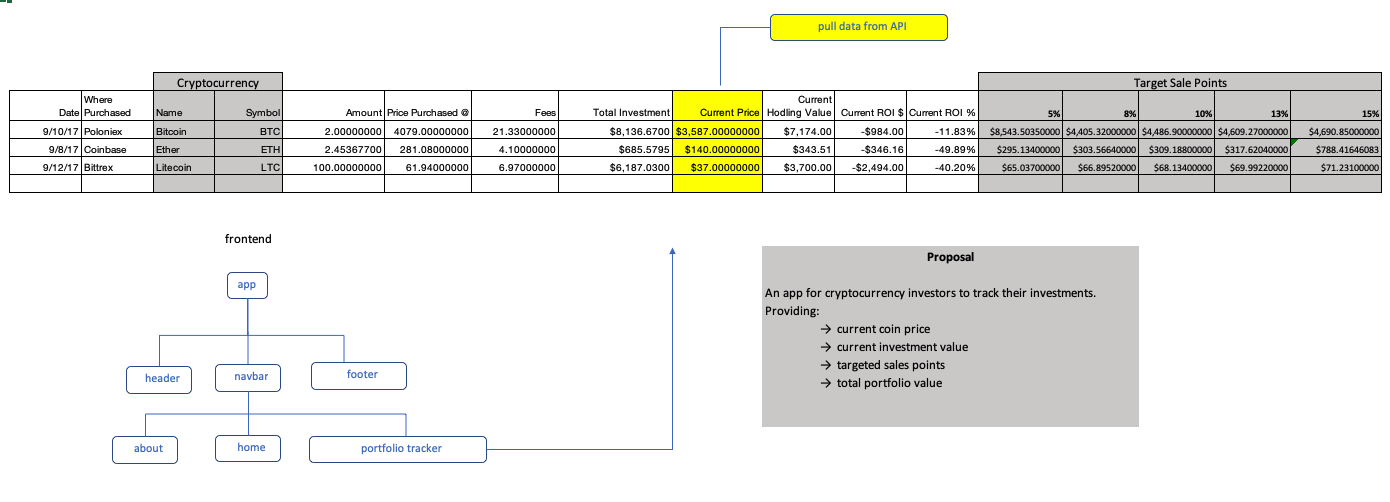 pull data from API
Cryptocurrency Target Sale Points
Where Current
Date Purchased Name Symbol Amount Price Purchased @ Fees Total Investment Current Price Hodling Value Current ROI $ Current ROI % 5% 8% 10% 13% 15%
9/10/17 Poloniex Bitcoin BTC 2.00000000 4079.00000000 21.33000000 $8,136.6700 $3,587.00000000 $7,174.00 -$984.00 -11.83% $8,543.50350000 $4,405.32000000 $4,486.90000000 $4,609.27000000 $4,690.85000000
9/8/17 Coinbase Ether ETH 2.45367700 281.08000000 4.10000000 $685.5795 $140.00000000 $343.51 -$346.16 -49.89% $295.13400000 $303.56640000 $309.18800000 $317.62040000 $788.41646083
9/12/17 Bittrex Litecoin LTC 100.00000000 61.94000000 6.97000000 $6,187.0300 $37.00000000 $3,700.00 -$2,494.00 -40.20% $65.03700000 $66.89520000 $68.13400000 $69.99220000 $71.23100000
frontend
app
header navbar footer
about home portfolio tracker
Proposal
An app for cryptocurrency investors to track their investments.
Providing:
→ current coin price
→ current investment value
→ targeted sales points
→ total portfolio value